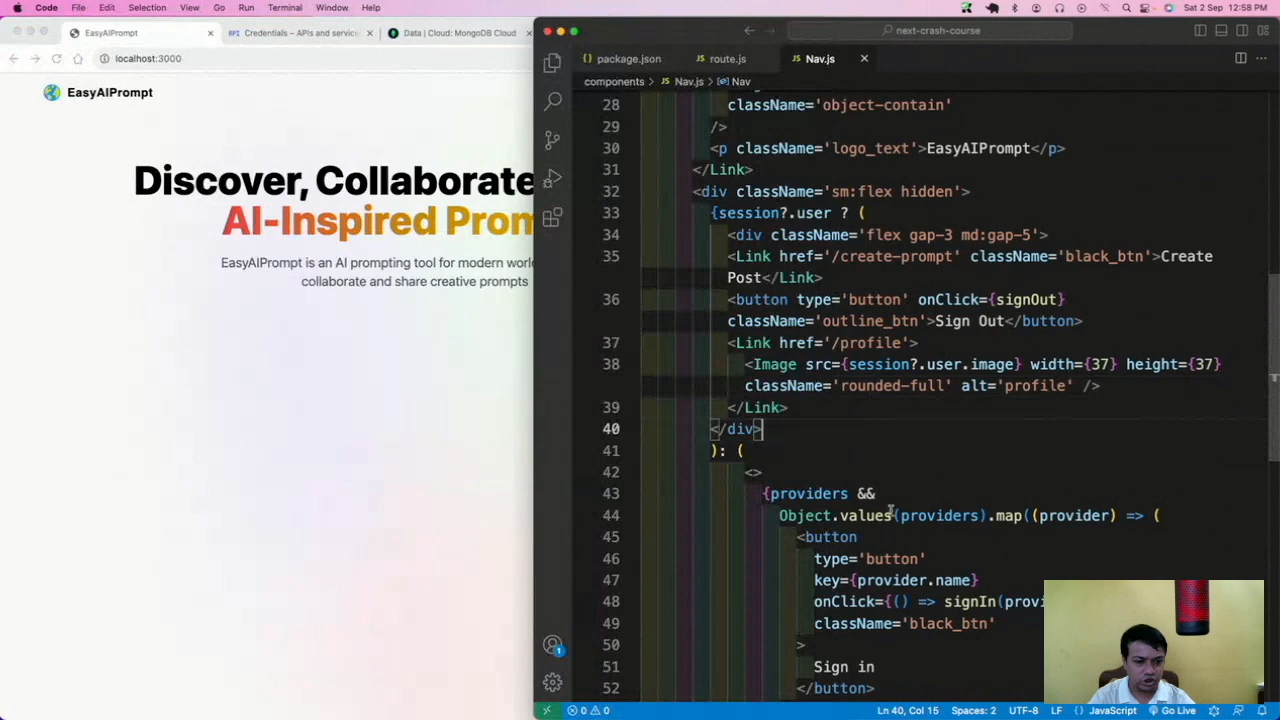 Code File Edit Selection View Go Run Terminal Window Help Sat 2 Sep 12:58 PM
EasyAIPrompt
API Credentials – APIs and service
Data | Cloud: MongoDB Cloud
next-crash-course
localhost:3000
package.json route.js Nav.js
components > Nav.js > Nav
EasyAIPrompt
Discover, Collaborate
AI-Inspired Prom
EasyAIPrompt is an AI prompting tool for modern worl
collaborate and share creative prompts
28 className='object-contain'
29 />
30 <p className='logo_text'>EasyAIPrompt</p>
31 </Link>
32 <div className='sm:flex hidden'>
33 {session?.user ? (
34 <div className='flex gap-3 md:gap-5'>
35 <Link href='/create-prompt' className='black_btn'>Create
Post</Link>
36 <button type='button' onClick={signOut}
className='outline_btn'>Sign Out</button>
37 <Link href='/profile'>
38 <Image src={session?.user.image} width={37} height={37}
className='rounded-full' alt='profile' />
39 </Link>
40 </div>
41 ): (
42 <>
43 {providers &&
44 Object.values(providers).map((provider) => (
45 <button
46 type='button'
47 key={provider.name}
48 onClick={() => signIn(provi
49 className='black_btn'
50 >
51 Sign in
52 </button>
1
0 0 Ln 40, Col 15 Spaces: 2 UTF-8 LF {} JavaScript Go Live